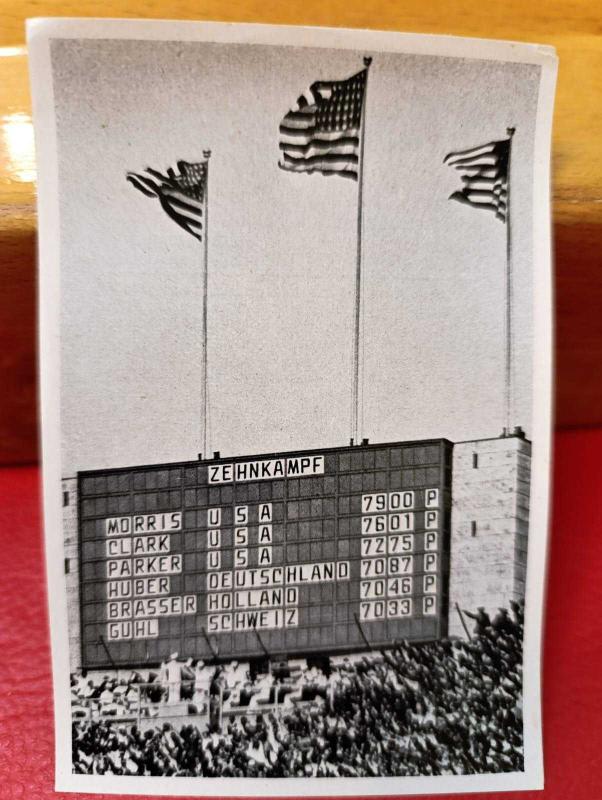 ZEHNKAMPF
MORRIS USA 7900 P
CLARK USA 7601 P
PARKER USA 7275 P
HUBER DEUTSCHLAND 7087 P
BRASSER HOLLAND 7046 P
GUHL SCHWEIZ 7033 P